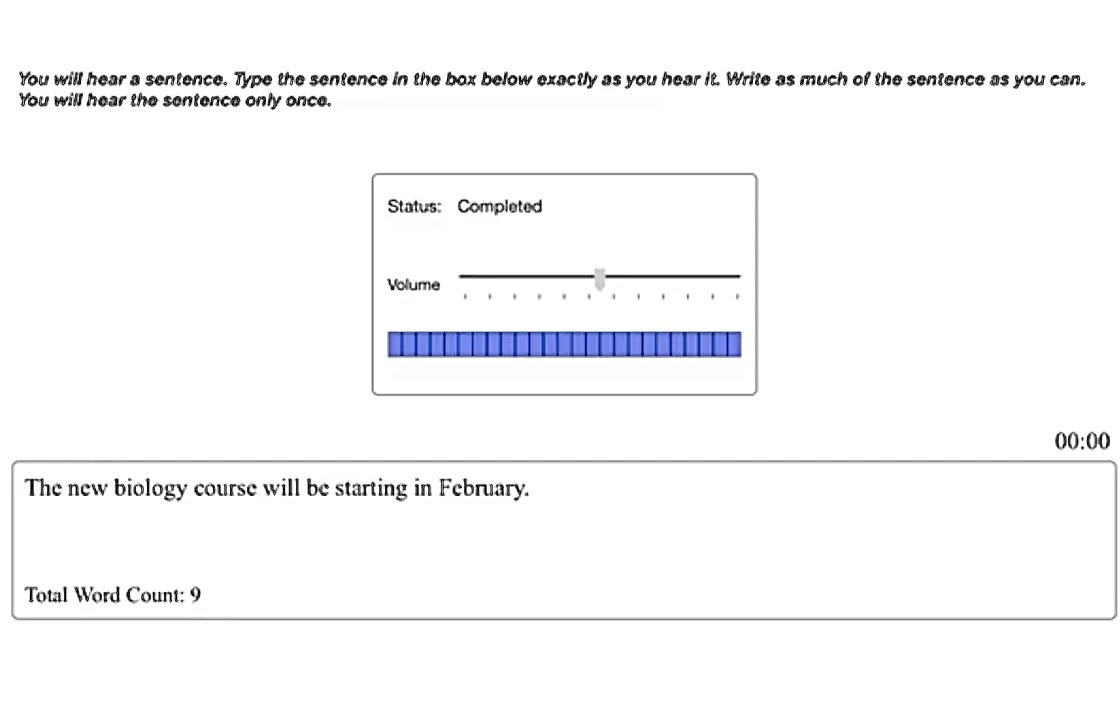 You will hear a sentence. Type the sentence in the box below exactly as you hear it. Write as much of the sentence as you can.
You will hear the sentence only once.
Status: Completed
Volume
00:00
The new biology course will be starting in February.
Total Word Count: 9